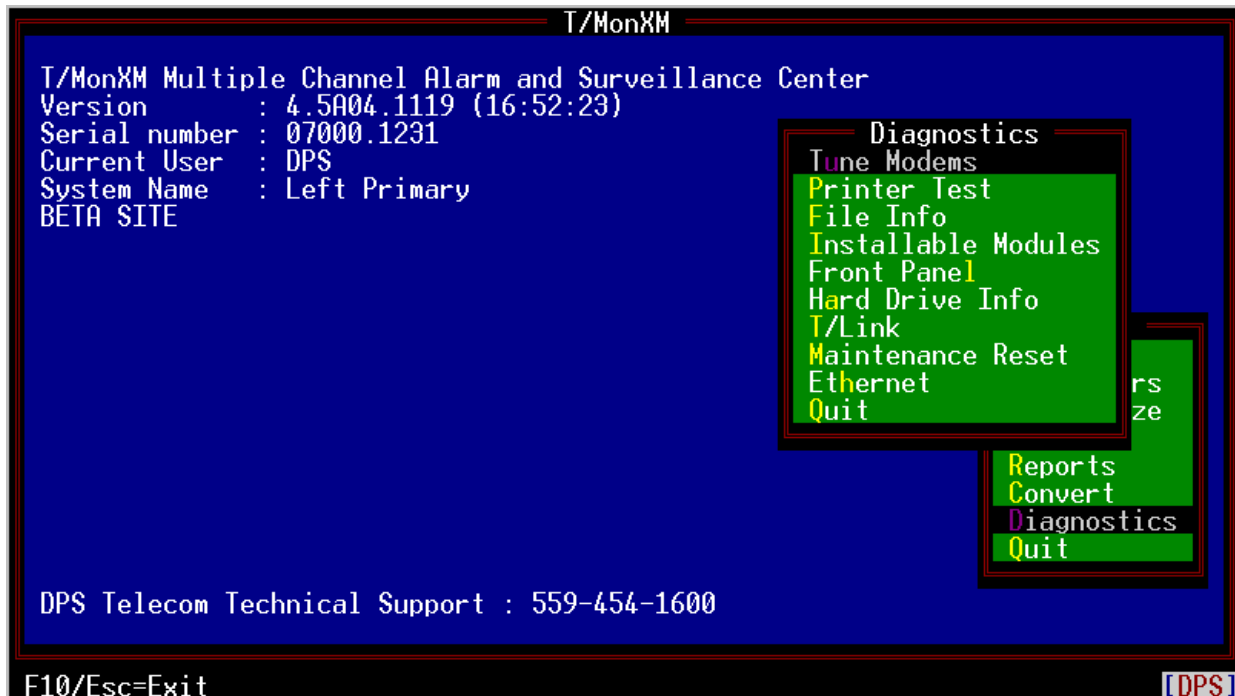 T/MonXM
T/MonXM Multiple Channel Alarm and Surveillance Center
Version : 4.5A04.1119 (16:52:23)
Serial number : 07000.1231
Current User : DPS
System Name : Left Primary
BETA SITE
Diagnostics
Tune Modems
Printer Test
File Info
Installable Modules
Front Panel
Hard Drive Info
T/Link
Maintenance Reset
Ethernet
Quit
rs
ze
Reports
Convert
Diagnostics
Quit
DPS Telecom Technical Support : 559-454-1600
F10/Esc=Exit
[DPS]